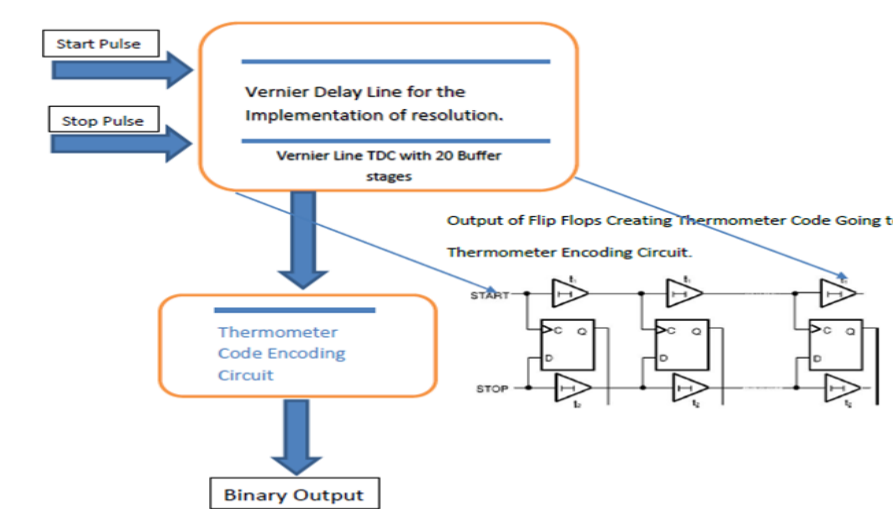 Start Pulse
Stop Pulse
Vernier Delay Line for the
Implementation of resolution.
Vernier Line TDC with 20 Buffer
stages
Output of Flip Flops Creating Thermometer Code Going t
Thermometer Encoding Circuit.
START
C Q
C Q
C Q
D
D
D
STOP
Thermometer
Code Encoding
Circuit
Binary Output